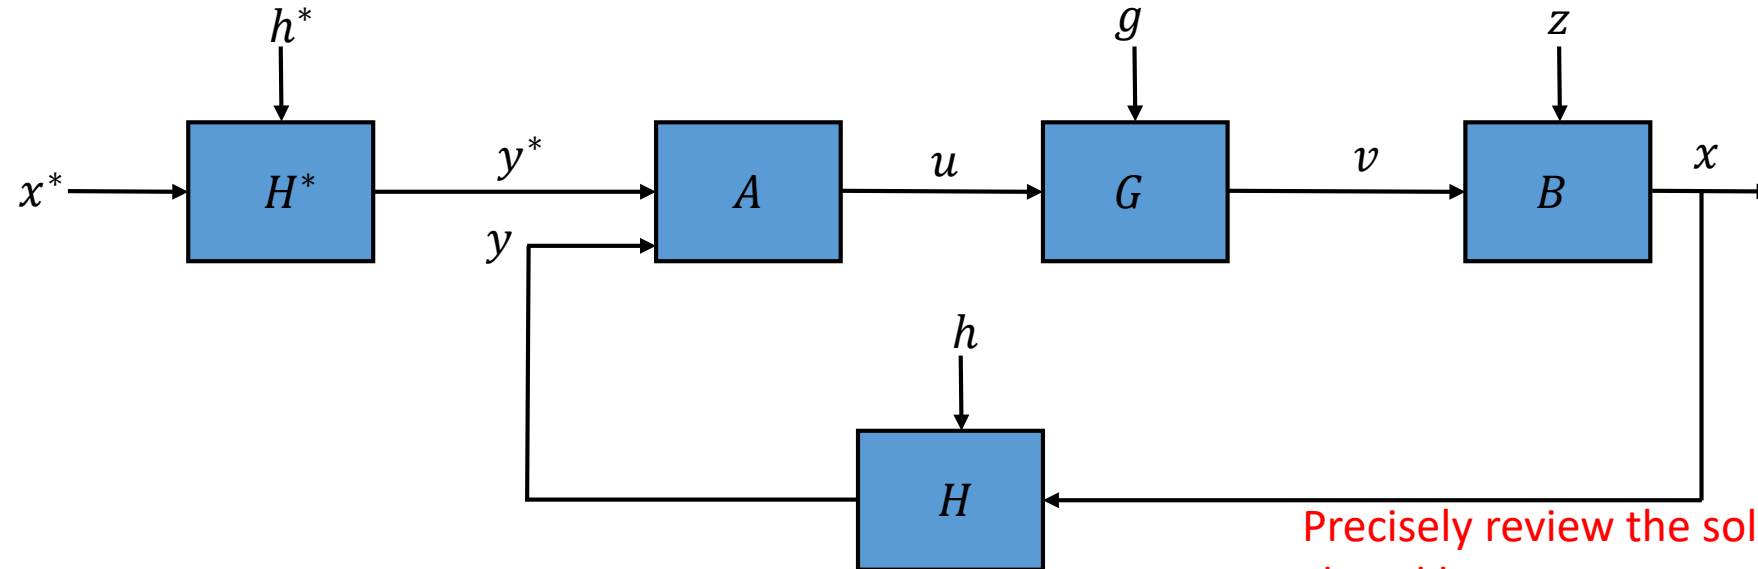 h*
g
z
x*
H*
y*
A
u
G
v
B
x
y
h
H
Precisely review the sol